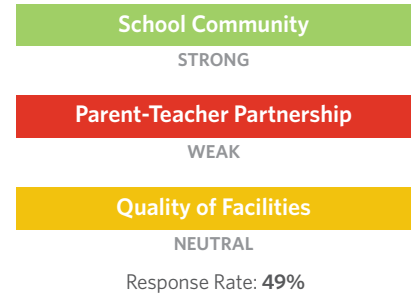 School Community
STRONG
Parent-Teacher Partnership
WEAK
Quality of Facilities
NEUTRAL
Response Rate: 49%